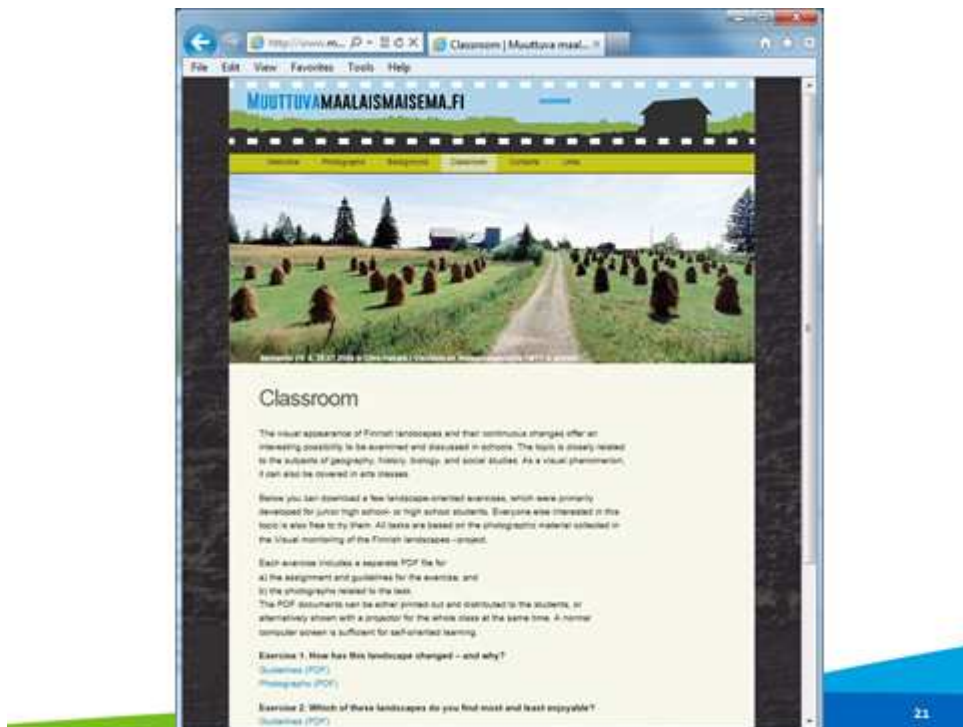 http://www.m...
Classroom | Muuttuva maal...
File Edit View Favorites Tools Help
MUUTTUVAMAALAISMAISEMA.FI
Photographs Background Classroom Contacts Links
Classroom
The visual appearance of Finnish landscapes and their continuous changes offer an
interesting possibility to be examined and discussed in schools. The topic is closely related
to the subjects of geography, history, biology, and social studies. As a visual phenomenon,
it can also be covered in arts classes.
Below you can download a few landscape-oriented exercises, which were primarily
developed for junior high school- or high school students. Everyone else interested in this
topic is also free to try them. All tasks are based on the photographic material collected in
the Visual monitoring of the Finnish landscapes -project.
Each exercise includes a separate PDF file for
a) the assignment and guidelines for the exercise, and
b) the photographs related to the task.
The PDF documents can be either printed out and distributed to the students, or
alternatively shown with a projector for the whole class at the same time. A normal
computer screen is sufficient for self-oriented learning.
Exercise 1. How has this landscape changed – and why?
Guidelines (PDF)
Photographs (PDF)
Exercise 2. Which of these landscapes do you find most and least enjoyable?
Guidelines (PDF)
21